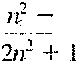 n² −
2n² + 1